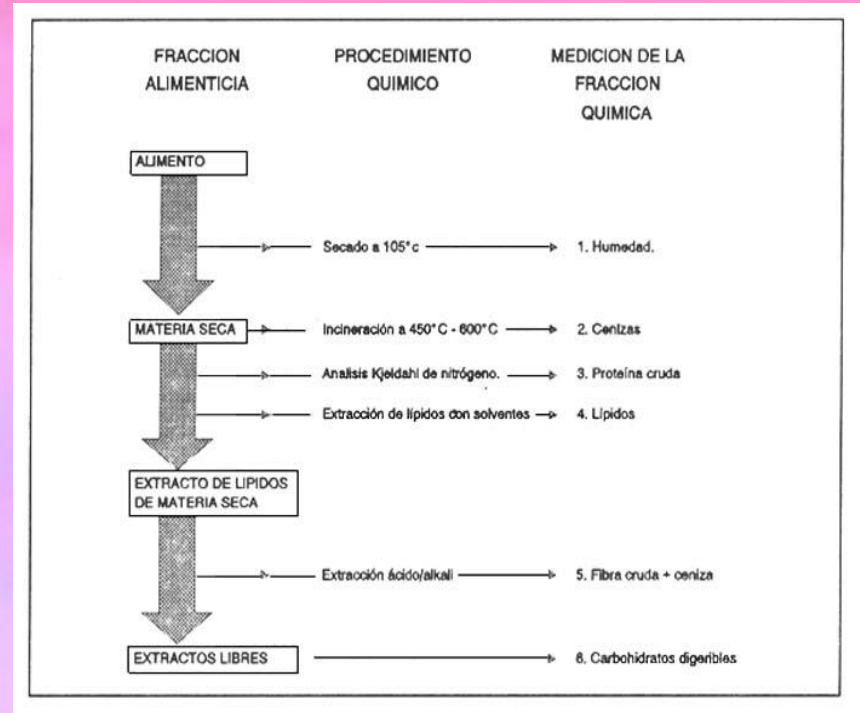 FRACCION ALIMENTICIA
PROCEDIMIENTO QUIMICO
MEDICION DE LA FRACCION QUIMICA
ALIMENTO
Secado a 105°c
1. Humedad.
MATERIA SECA
Incineración a 450°C - 600°C
2. Cenizas
Analisis Kjeldahl de nitrógeno.
3. Proteína cruda
Extracción de lípidos con solventes
4. Lípidos
EXTRACTO DE LIPIDOS
DE MATERIA SECA
Extracción ácido/alkali
5. Fibra cruda + ceniza
EXTRACTOS LIBRES
6. Carbohidratos digeribles